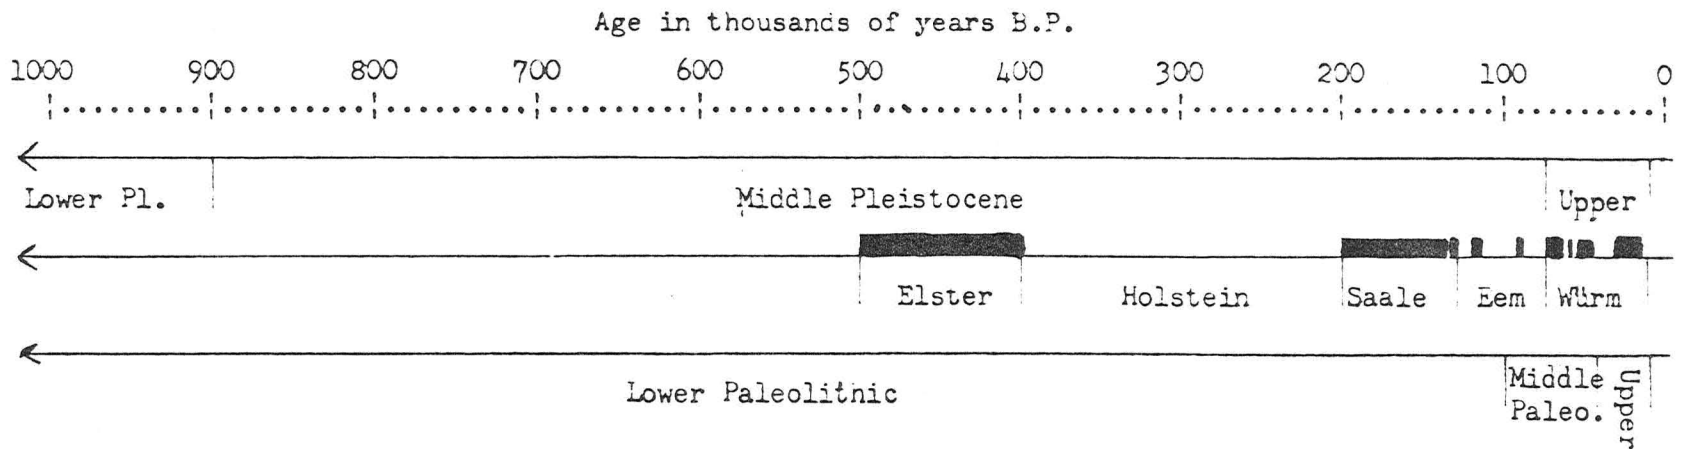 Age in thousands of years B.P.
1000 900 800 700 600 500 400 300 200 100 0
Lower Pl. Middle Pleistocene Upper
Elster Holstein Saale Eem Würm
Lower Paleolithic Middle Paleo. Upper